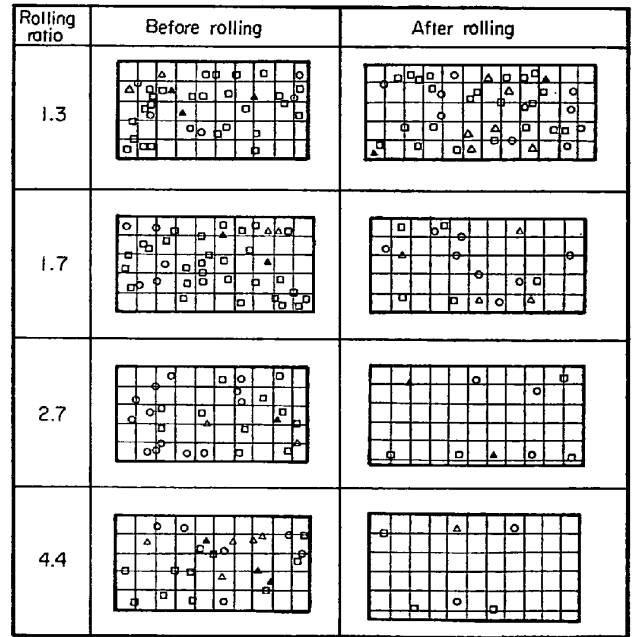 Rolling
ratio
Before rolling
After rolling
1.3
1.7
2.7
4.4